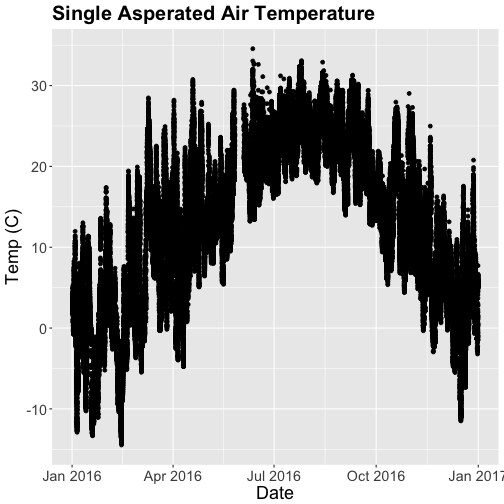 Single Asperated Air Temperature
Temp (C)
30
20
10
0
-10
Jan 2016 Apr 2016 Jul 2016 Oct 2016 Jan 2017
Date